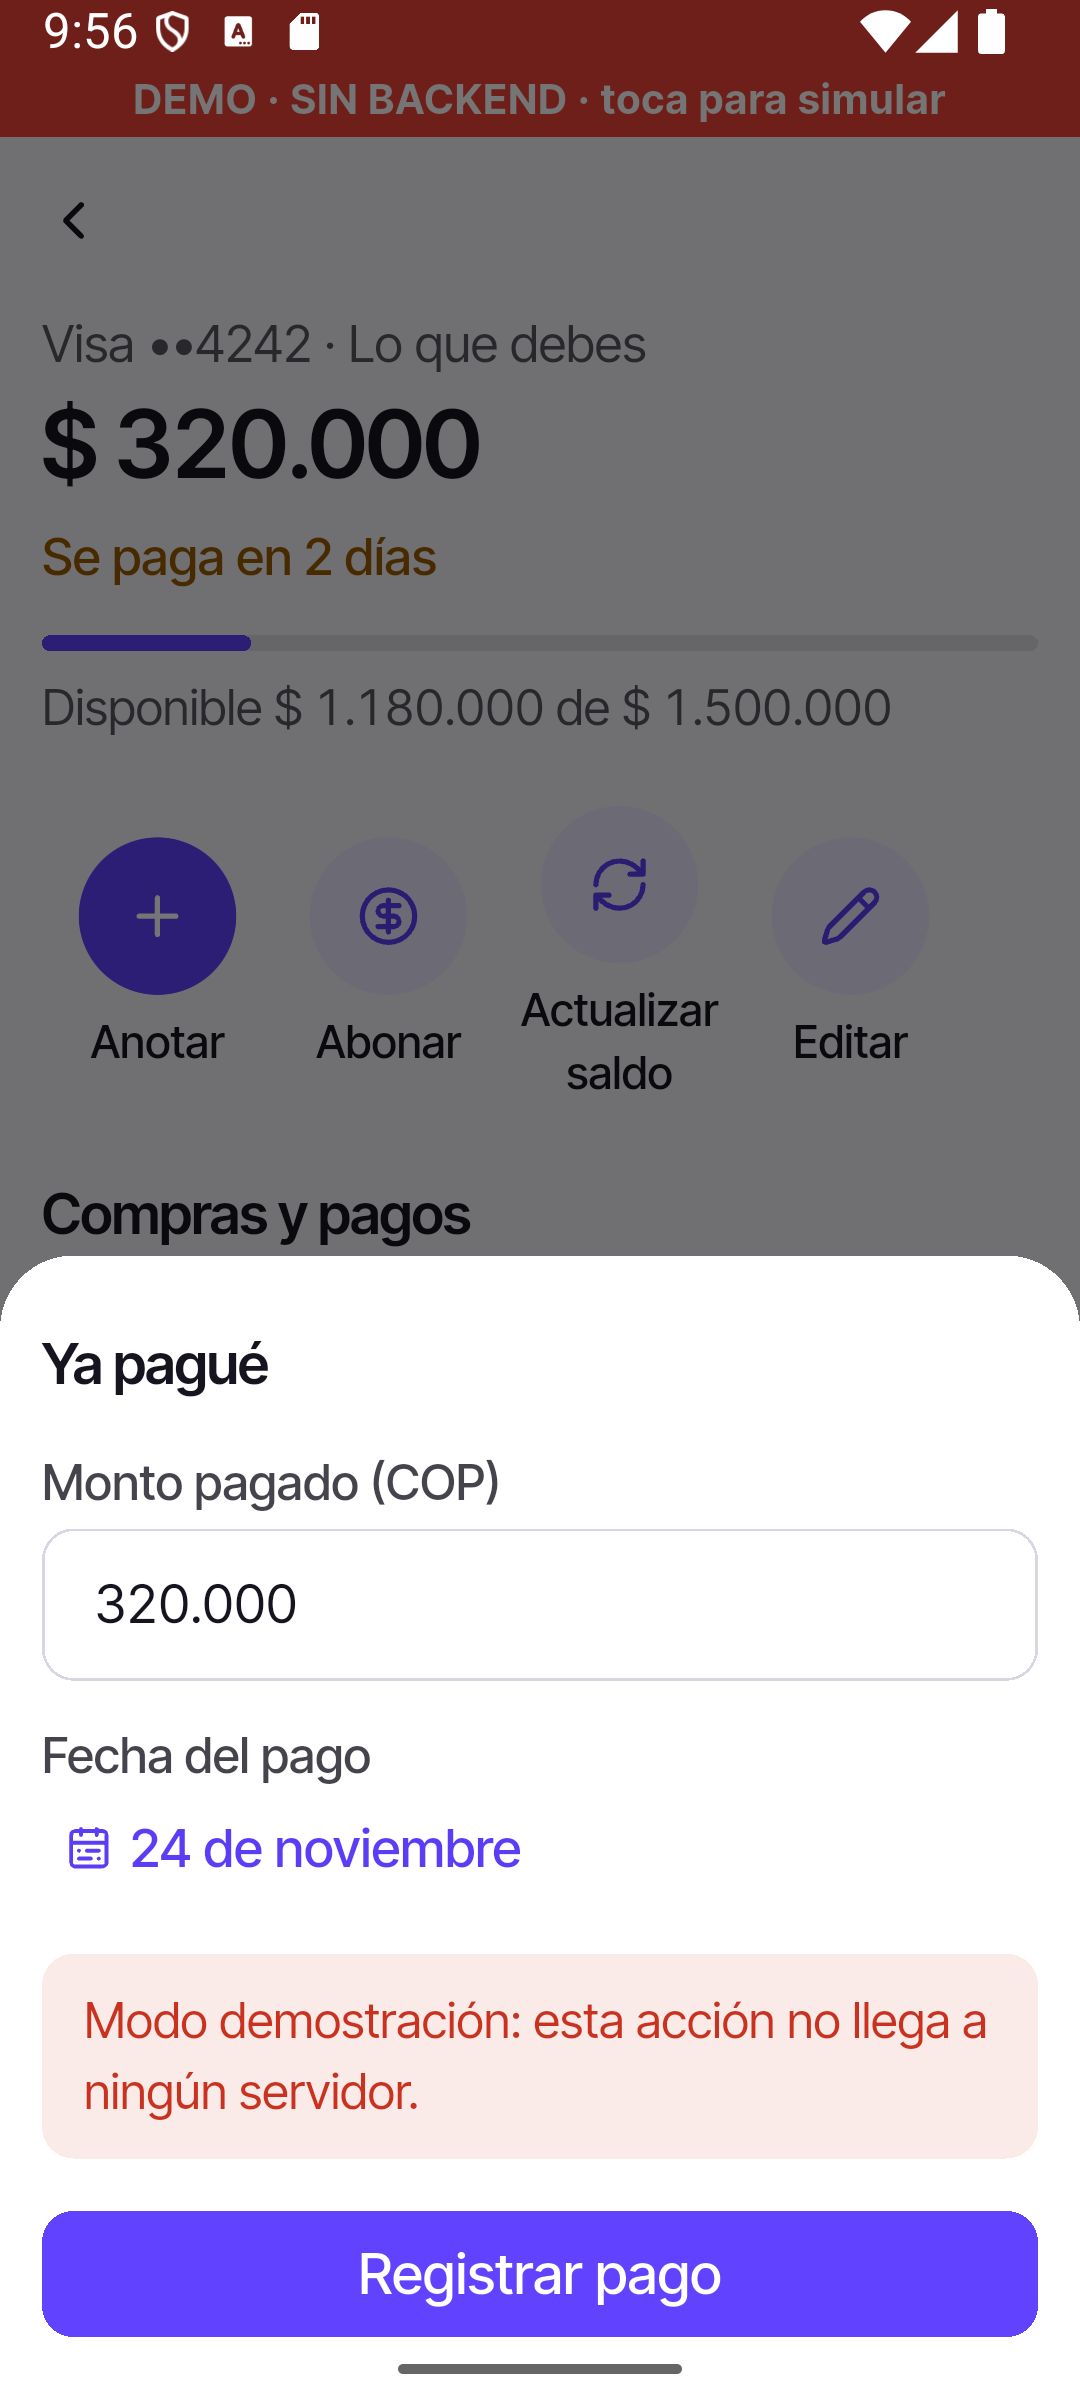 9:56
DEMO · SIN BACKEND · toca para simular
Visa ••4242 · Lo que debes
$ 320.000
Se paga en 2 días
Disponible $ 1.180.000 de $ 1.500.000
Anotar
Abonar
Actualizar
saldo
Editar
Compras y pagos
Ya pagué
Monto pagado (COP)
320.000
Fecha del pago
24 de noviembre
Modo demostración: esta acción no llega a
ningún servidor.
Registrar pago